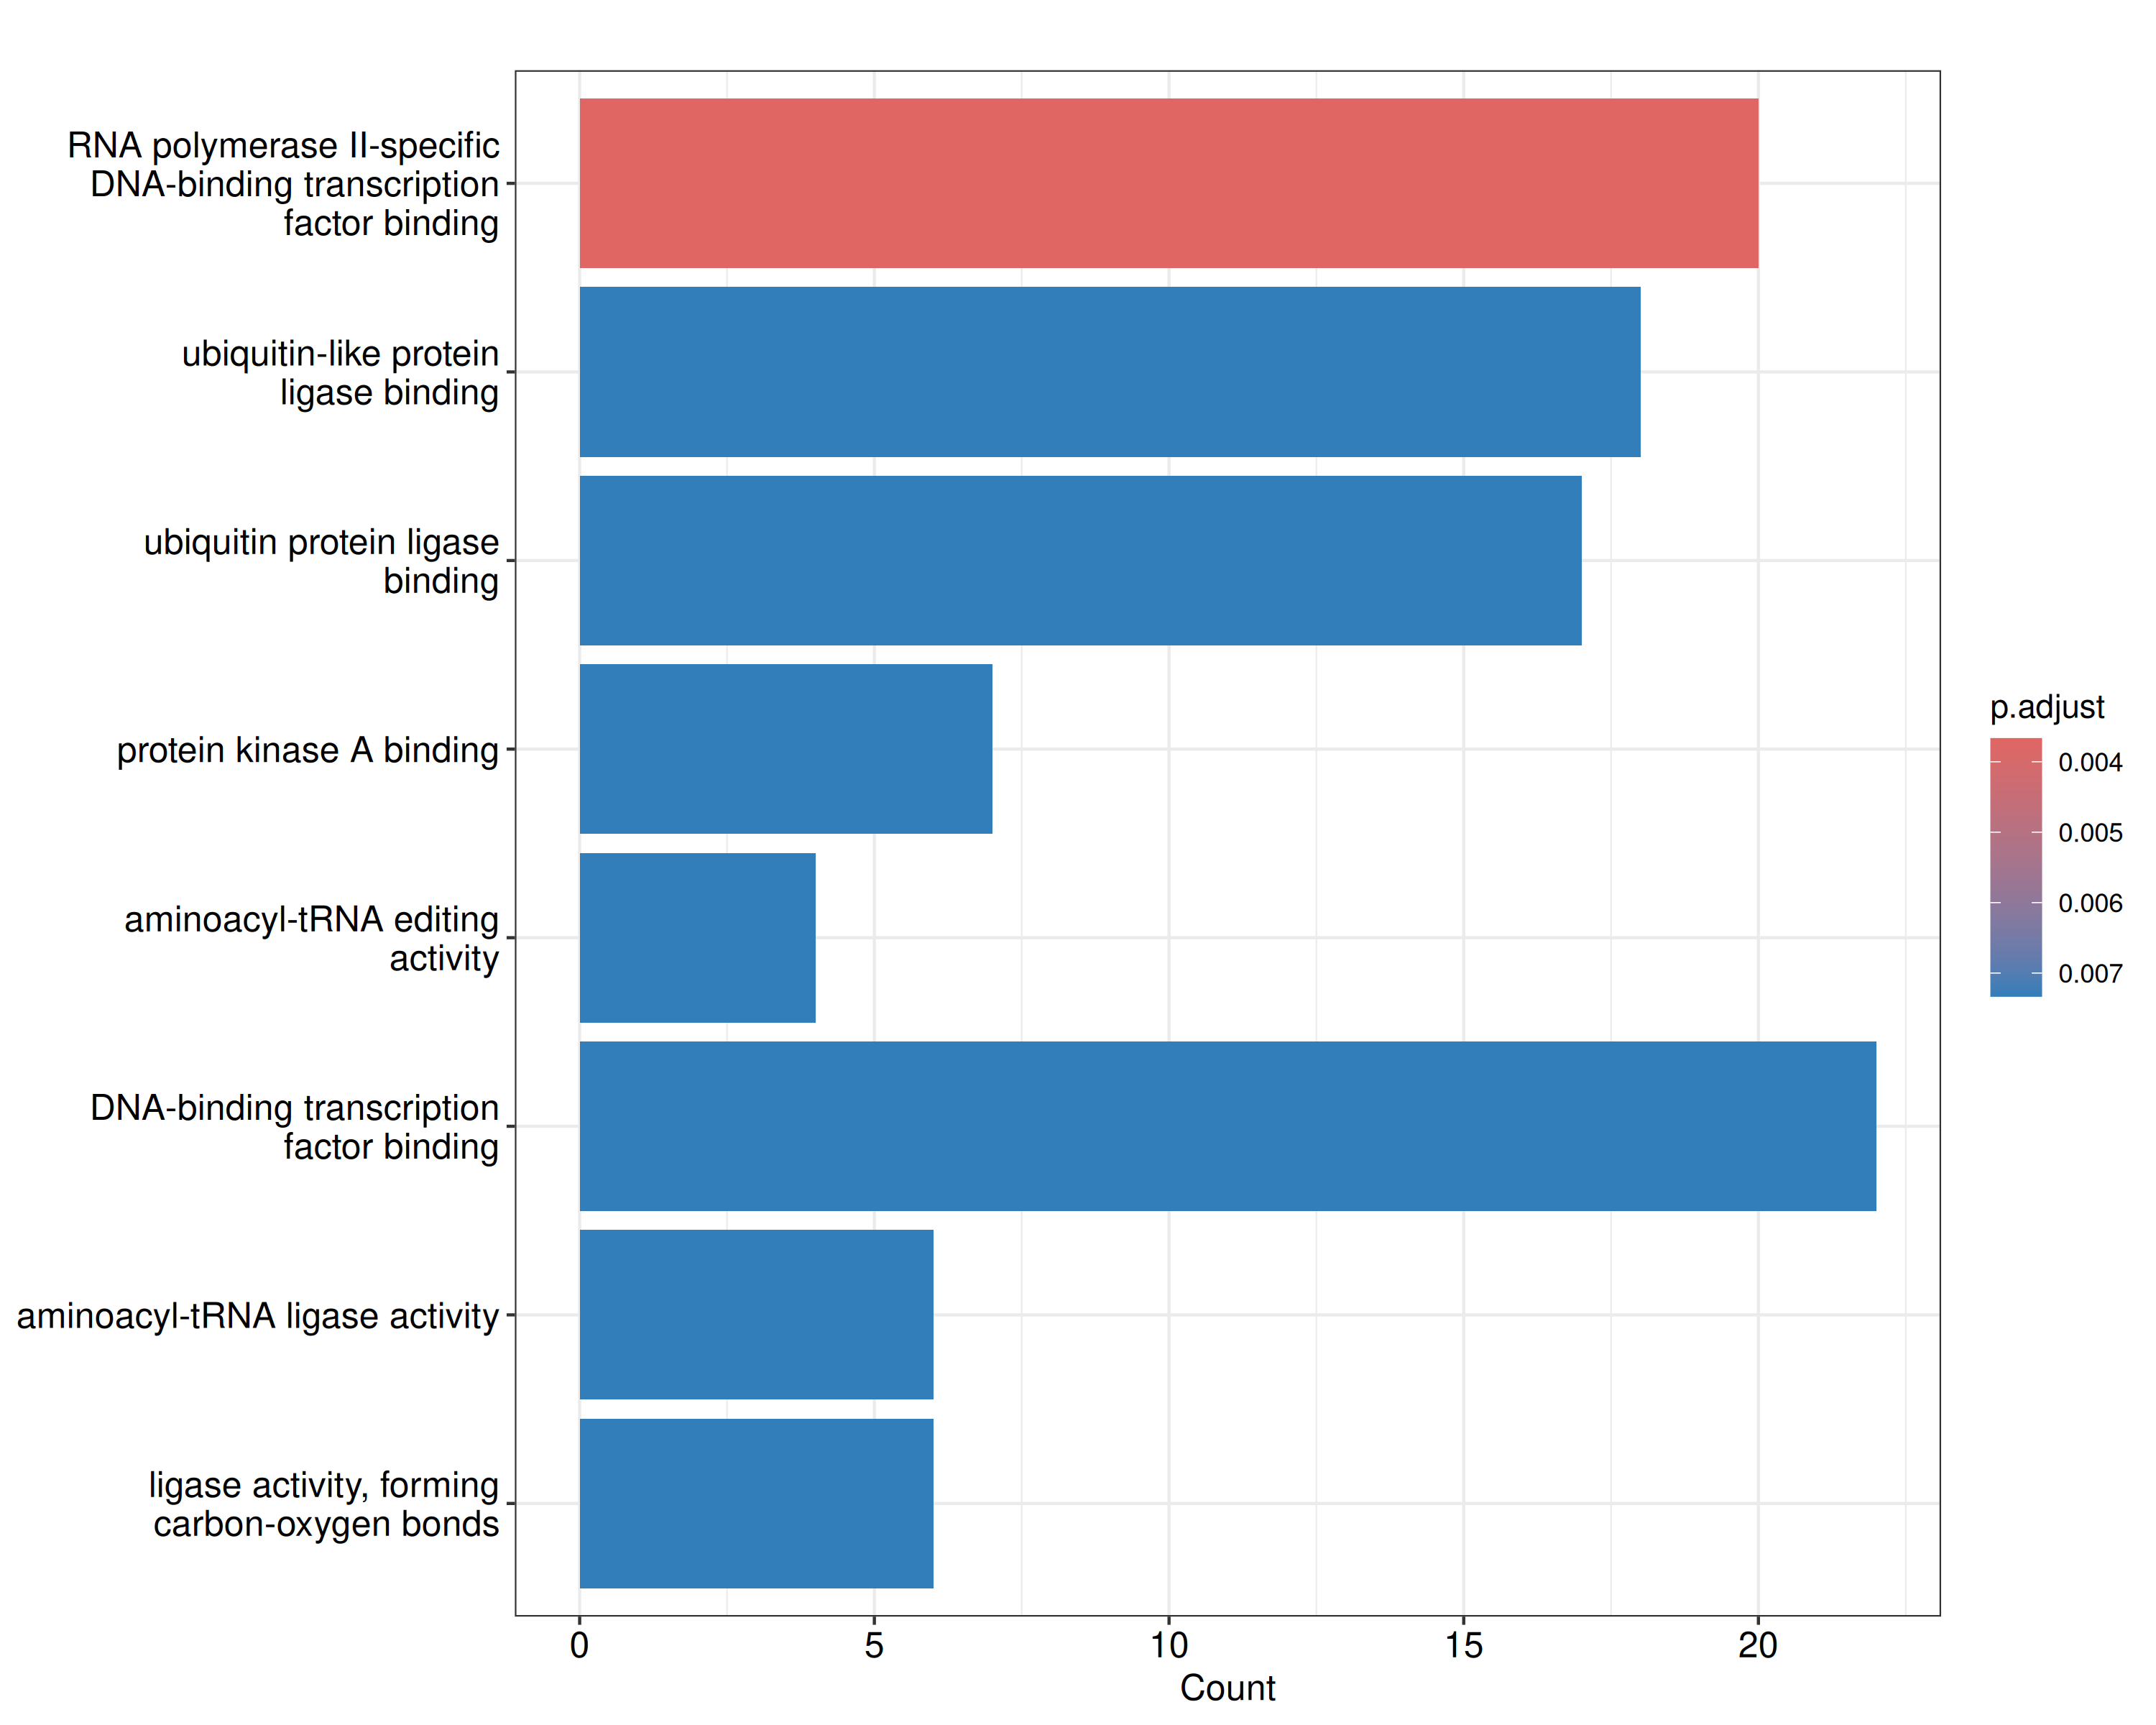 RNA polymerase II-specific
DNA-binding transcription
factor binding
ubiquitin-like protein
ligase binding
ubiquitin protein ligase
binding
protein kinase A binding
aminoacyl-tRNA editing
activity
DNA-binding transcription
factor binding
aminoacyl-tRNA ligase activity
ligase activity, forming
carbon-oxygen bonds
0 5 10 15 20
Count
p.adjust
0.004
0.005
0.006
0.007